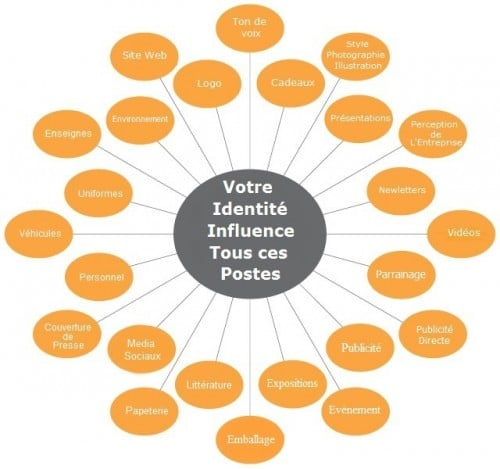 Ton de
voix
Site Web
Style
Photographie
Illustration
Logo
Cadeaux
Environnement
Présentations
Enseignes
Perception
de
L'Entreprise
Uniformes
Newletters
Votre
Identité
Influence
Tous ces
Postes
Véhicules
Vidéos
Personnel
Parrainage
Couverture
de
Presse
Publicité
Directe
Media
Sociaux
Publicité
Littérature
Expositions
Papeterie
Evénement
Emballage